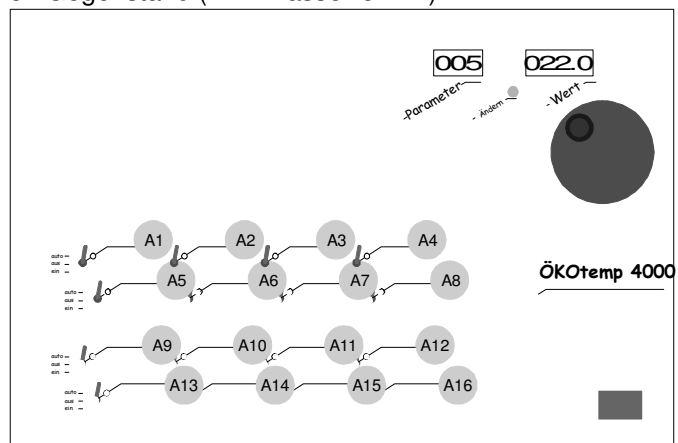 005 022.0
-Parameter
- Ändern
- Wert
A1 A2 A3 A4
auto –
aus –
ein –
A5 A6 A7 A8
auto –
aus –
ein –
ÖKOtemp 4000
A9 A10 A11 A12
auto –
aus –
ein –
A13 A14 A15 A16
auto –
aus –
ein –